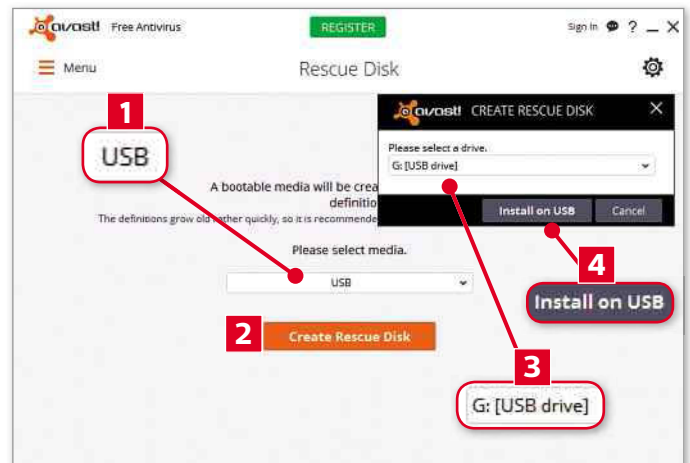 avast! Free Antivirus
REGISTER
Sign In
?
Menu
Rescue Disk
1
USB
avast! CREATE RESCUE DISK
Please select a drive.
G: [USB drive]
Install on USB
Cancel
A bootable media will be crea
definitio
The definitions grow old rather quickly, so it is recommende
Please select media.
USB
4
Install on USB
2
Create Rescue Disk
3
G: [USB drive]